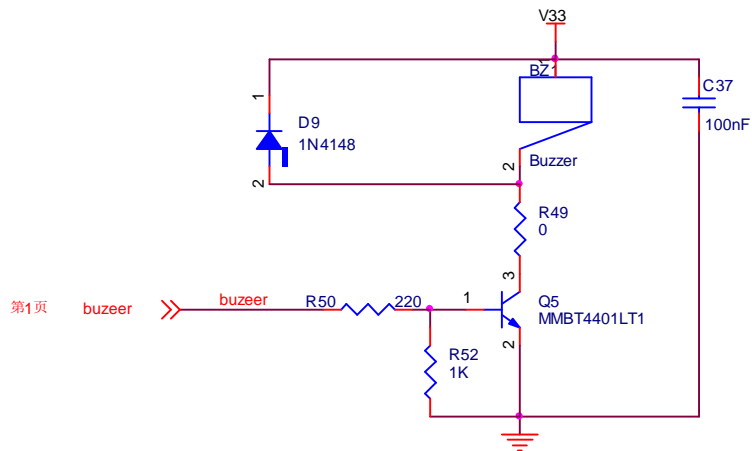 V33
BZ1
1
C37
100nF
1
D9
1N4148
2
2
Buzzer
R49
0
3
第1页
buzeer
buzeer
R50
220
1
Q5
MMBT4401LT1
2
R52
1K